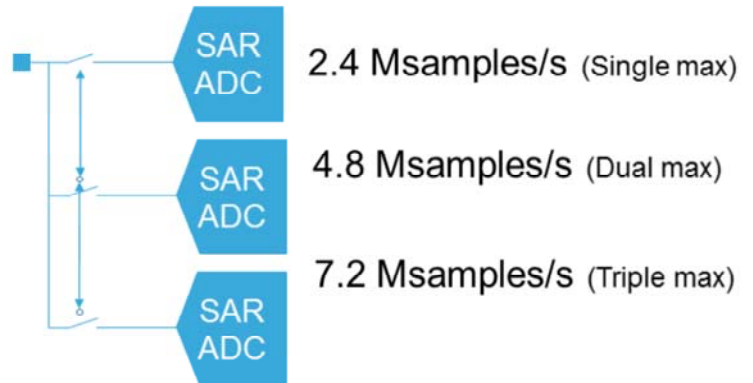 SAR
ADC
2.4 Msamples/s (Single max)
SAR
ADC
4.8 Msamples/s (Dual max)
SAR
ADC
7.2 Msamples/s (Triple max)